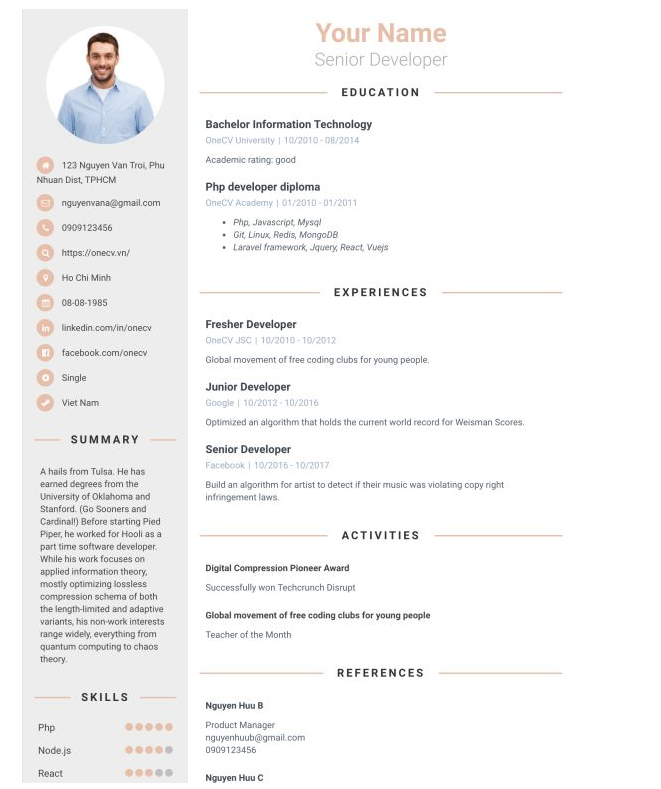 Your Name
Senior Developer
123 Nguyen Van Troi, Phu
Nhuan Dist, TPHCM
nguyenvana@gmail.com
0909123456
https://onecv.vn/
Ho Chi Minh
08-08-1985
linkedin.com/in/onecv
facebook.com/onecv
Single
Viet Nam
SUMMARY
A hails from Tulsa. He has
earned degrees from the
University of Oklahoma and
Stanford. (Go Sooners and
Cardinal!) Before starting Pied
Piper, he worked for Hooli as a
part time software developer.
While his work focuses on
applied information theory,
mostly optimizing lossless
compression schema of both
the length-limited and adaptive
variants, his non-work interests
range widely, everything from
quantum computing to chaos
theory.
SKILLS
Php
Node.js
React
EDUCATION
Bachelor Information Technology
OneCV University | 10/2010 - 08/2014
Academic rating: good
Php developer diploma
OneCV Academy | 01/2010 - 01/2011
• Php, Javascript, Mysql
• Git, Linux, Redis, MongoDB
• Laravel framework, Jquery, React, Vuejs
EXPERIENCES
Fresher Developer
OneCV JSC | 10/2010 - 10/2012
Global movement of free coding clubs for young people.
Junior Developer
Google | 10/2012 - 10/2016
Optimized an algorithm that holds the current world record for Weisman Scores.
Senior Developer
Facebook | 10/2016 - 10/2017
Build an algorithm for artist to detect if their music was violating copy right
infringement laws.
ACTIVITIES
Digital Compression Pioneer Award
Successfully won Techcrunch Disrupt
Global movement of free coding clubs for young people
Teacher of the Month
REFERENCES
Nguyen Huu B
Product Manager
nguyenhuub@gmail.com
0909123456
Nguyen Huu C